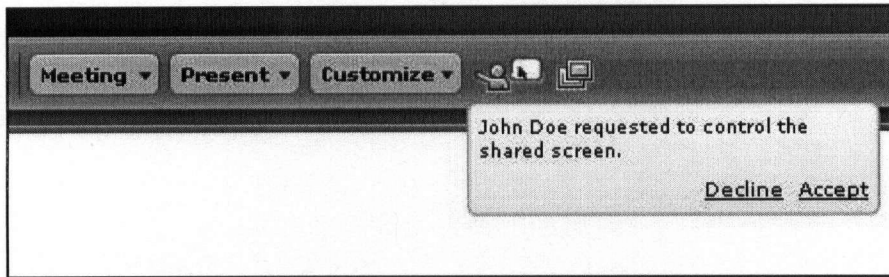 Meeting Present Customize
John Doe requested to control the
shared screen.
Decline Accept